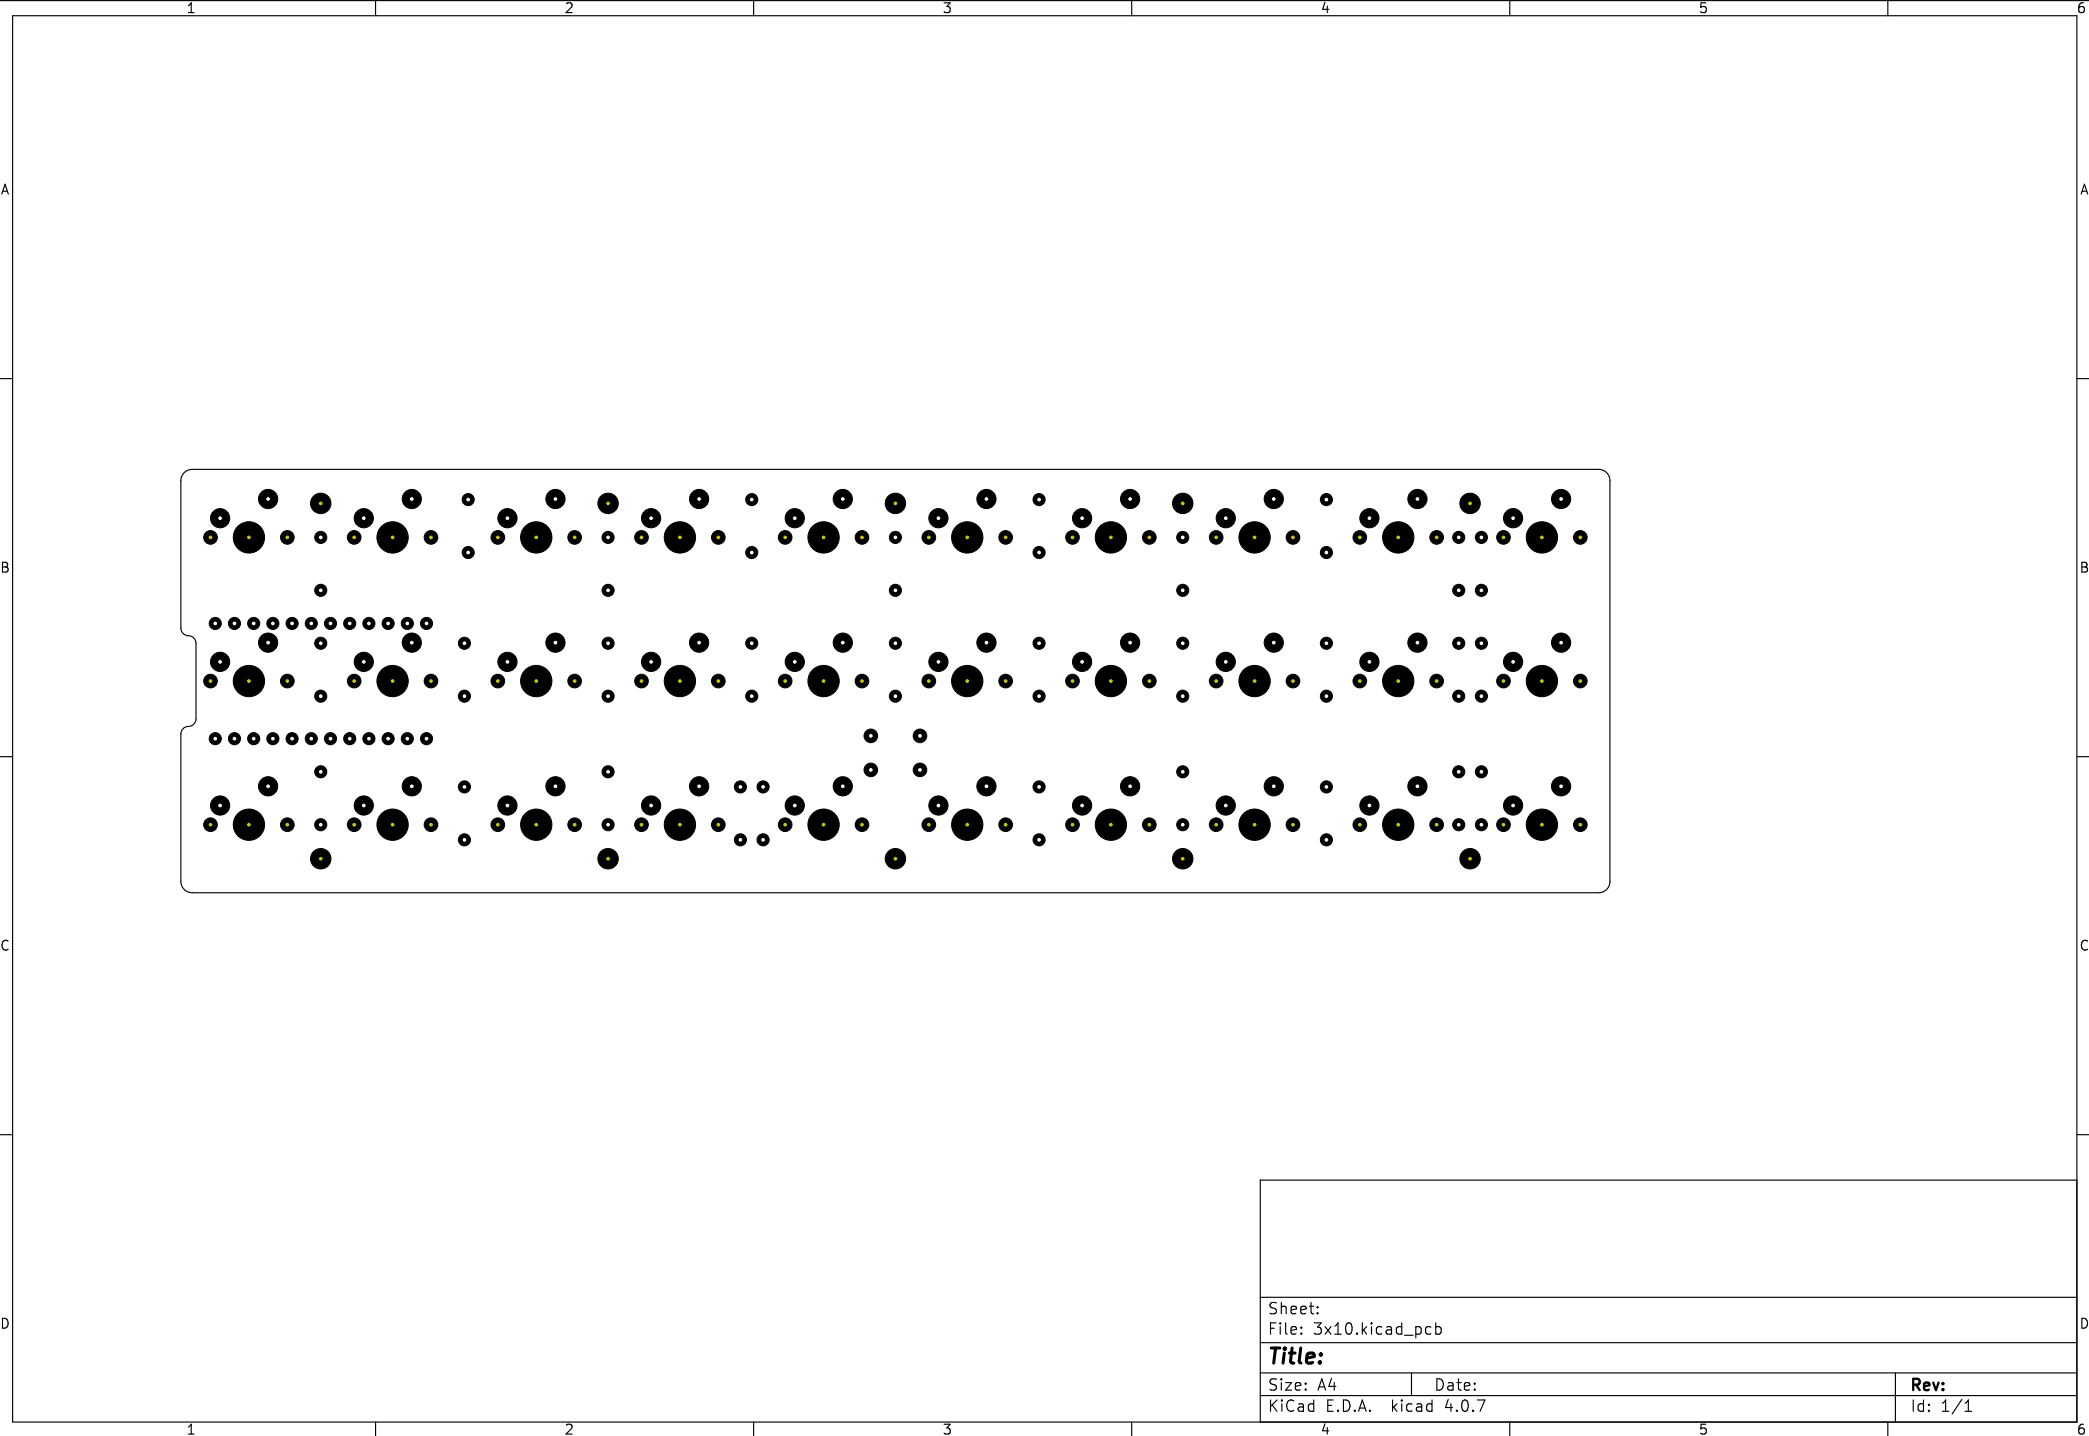 1 2 3 4 5 6
A A
B B
C C
Sheet:
File: 3x10.kicad_pcb
D D
Title:
Size: A4 Date: Rev:
KiCad E.D.A. kicad 4.0.7 Id: 1/1
1 2 3 4 5 6